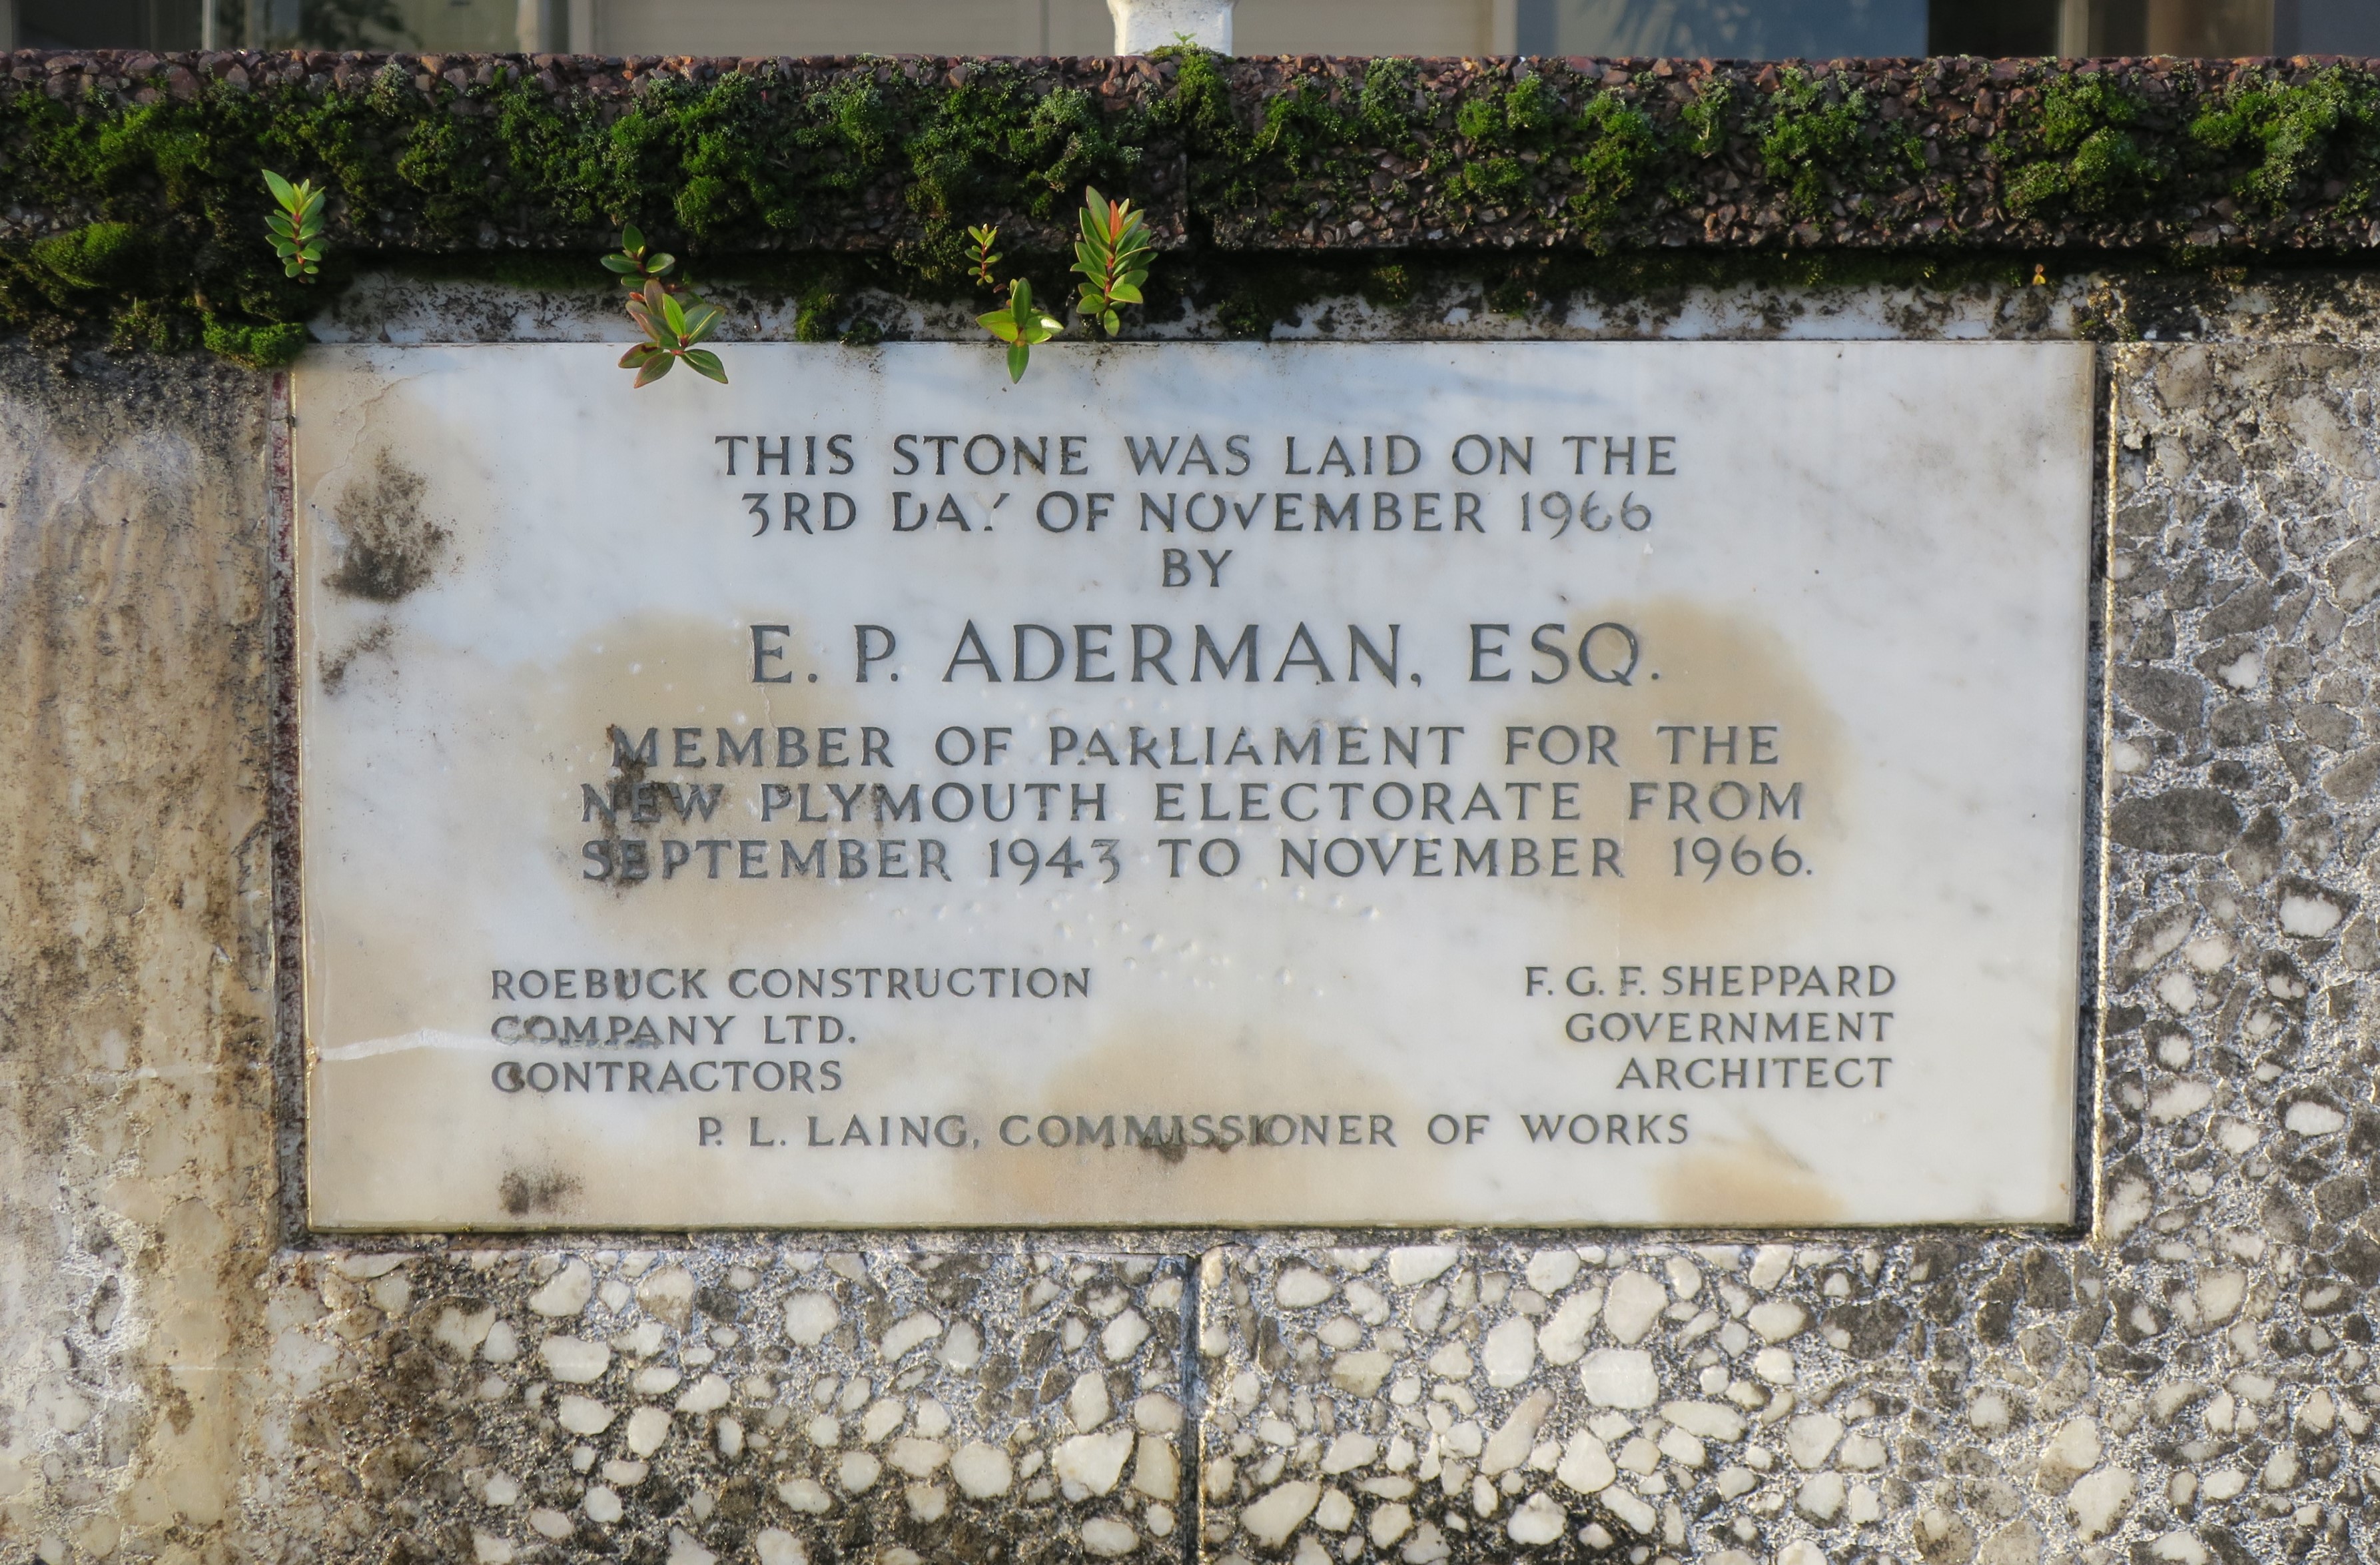 THIS STONE WAS LAID ON THE
3RD DAY OF NOVEMBER 1966
BY
E. P. ADERMAN, ESQ.
MEMBER OF PARLIAMENT FOR THE
NEW PLYMOUTH ELECTORATE FROM
SEPTEMBER 1943 TO NOVEMBER 1966.
ROEBUCK CONSTRUCTION
COMPANY LTD.
CONTRACTORS
F. G. F. SHEPPARD
GOVERNMENT
ARCHITECT
P. L. LAING, COMMISSIONER OF WORKS